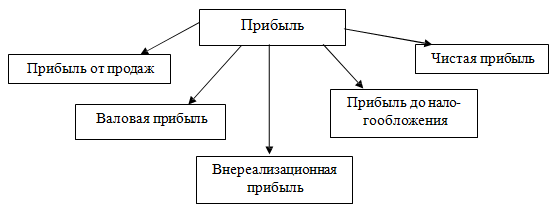 Прибыль
Прибыль от продаж
Чистая прибыль
Валовая прибыль
Прибыль до нало-
гообложения
Внереализационная
прибыль